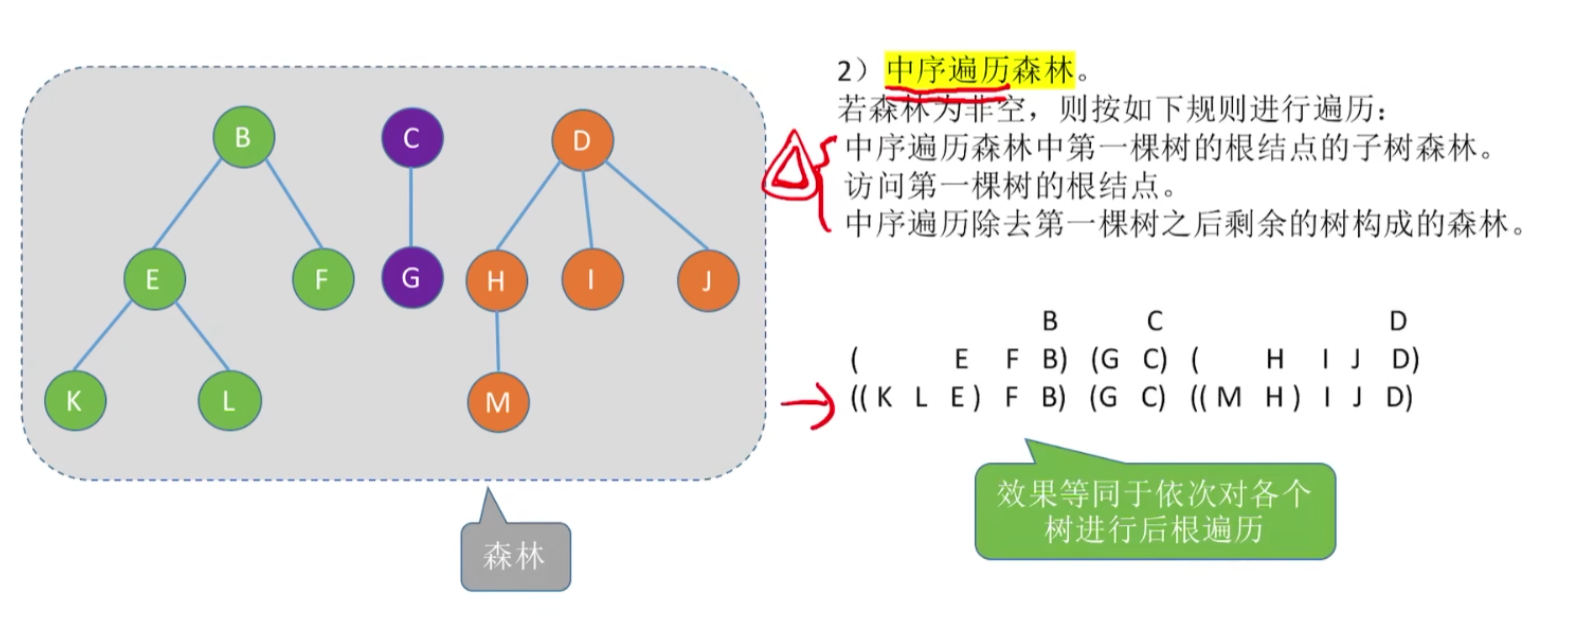 B C D
E F G H I J
K L M
森林
2）中序遍历森林。
若森林为非空，则按如下规则进行遍历：
中序遍历森林中第一棵树的根结点的子树森林。
访问第一棵树的根结点。
中序遍历除去第一棵树之后剩余的树构成的森林。
B C D
( E F B) (G C) ( H I J D)
(( K L E ) F B) (G C) (( M H ) I J D)
效果等同于依次对各个
树进行后根遍历